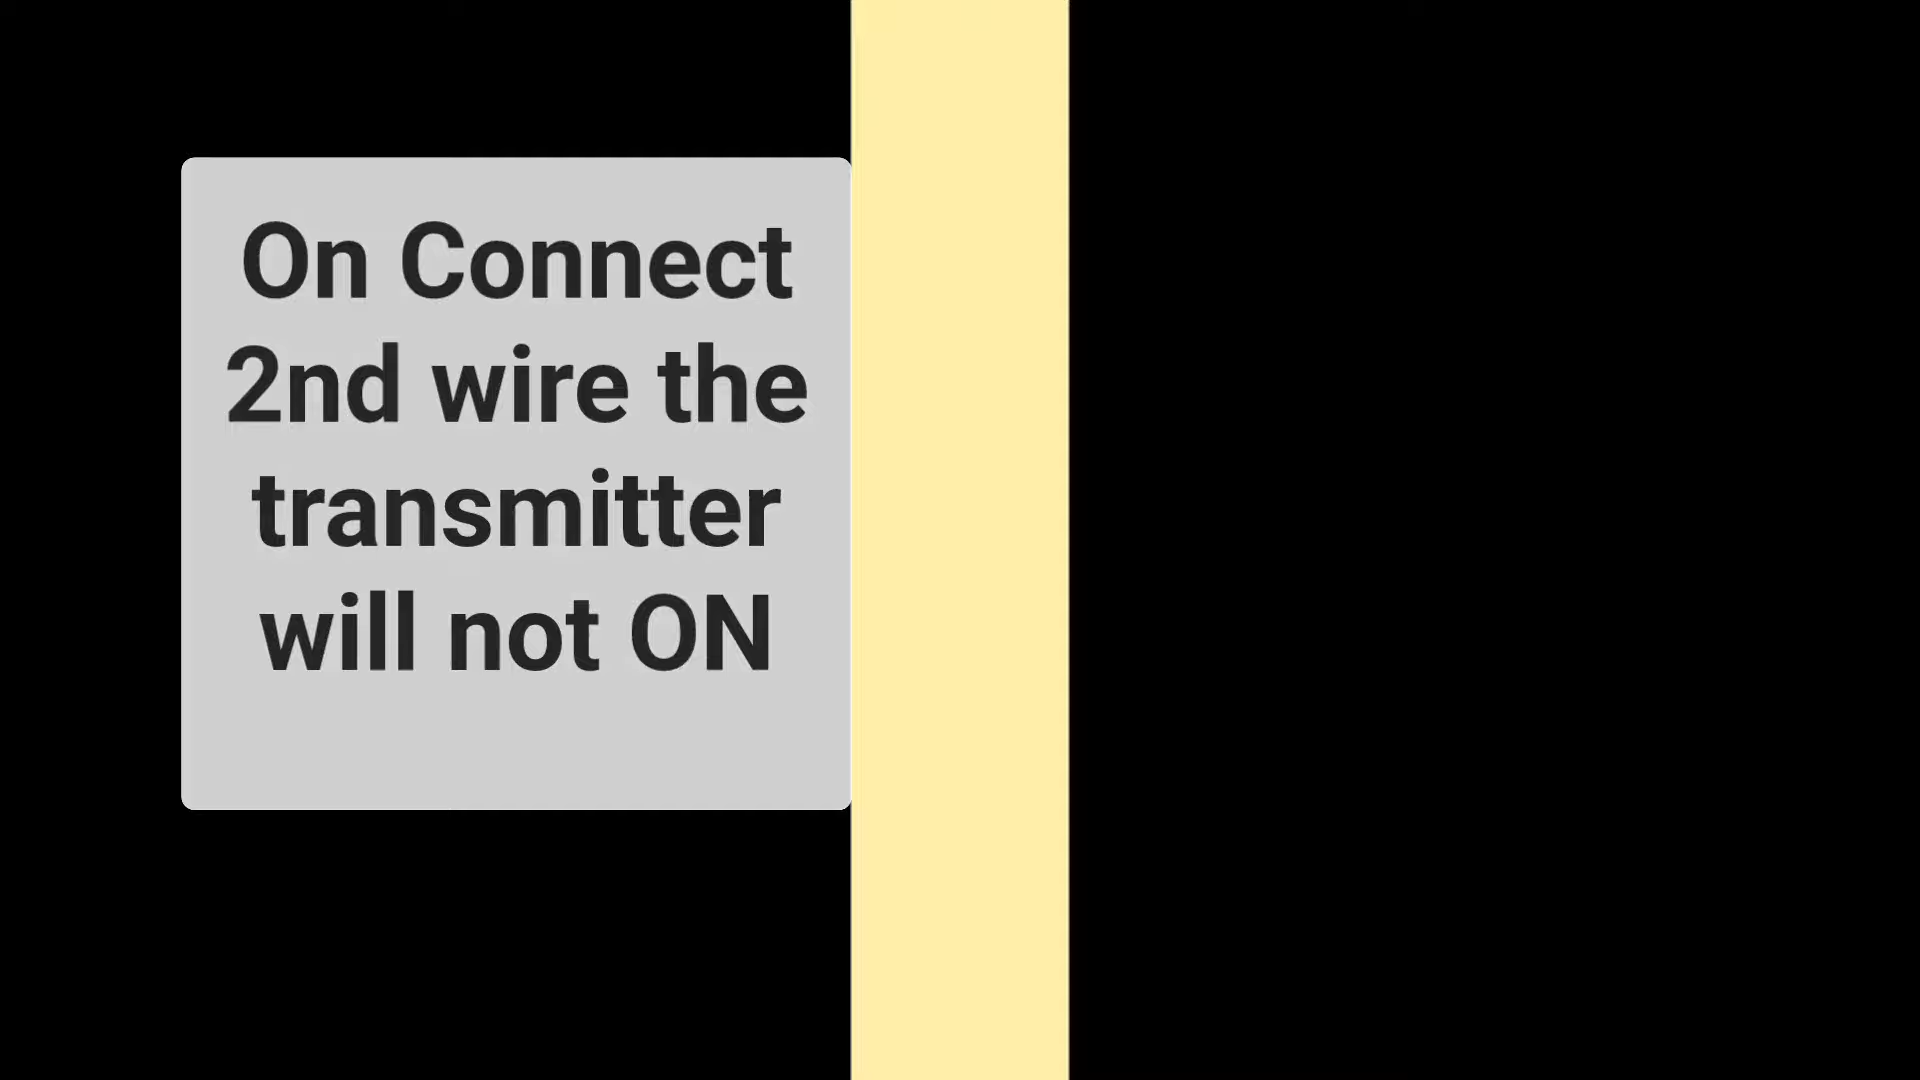 On Connect
2nd wire the
transmitter
will not ON